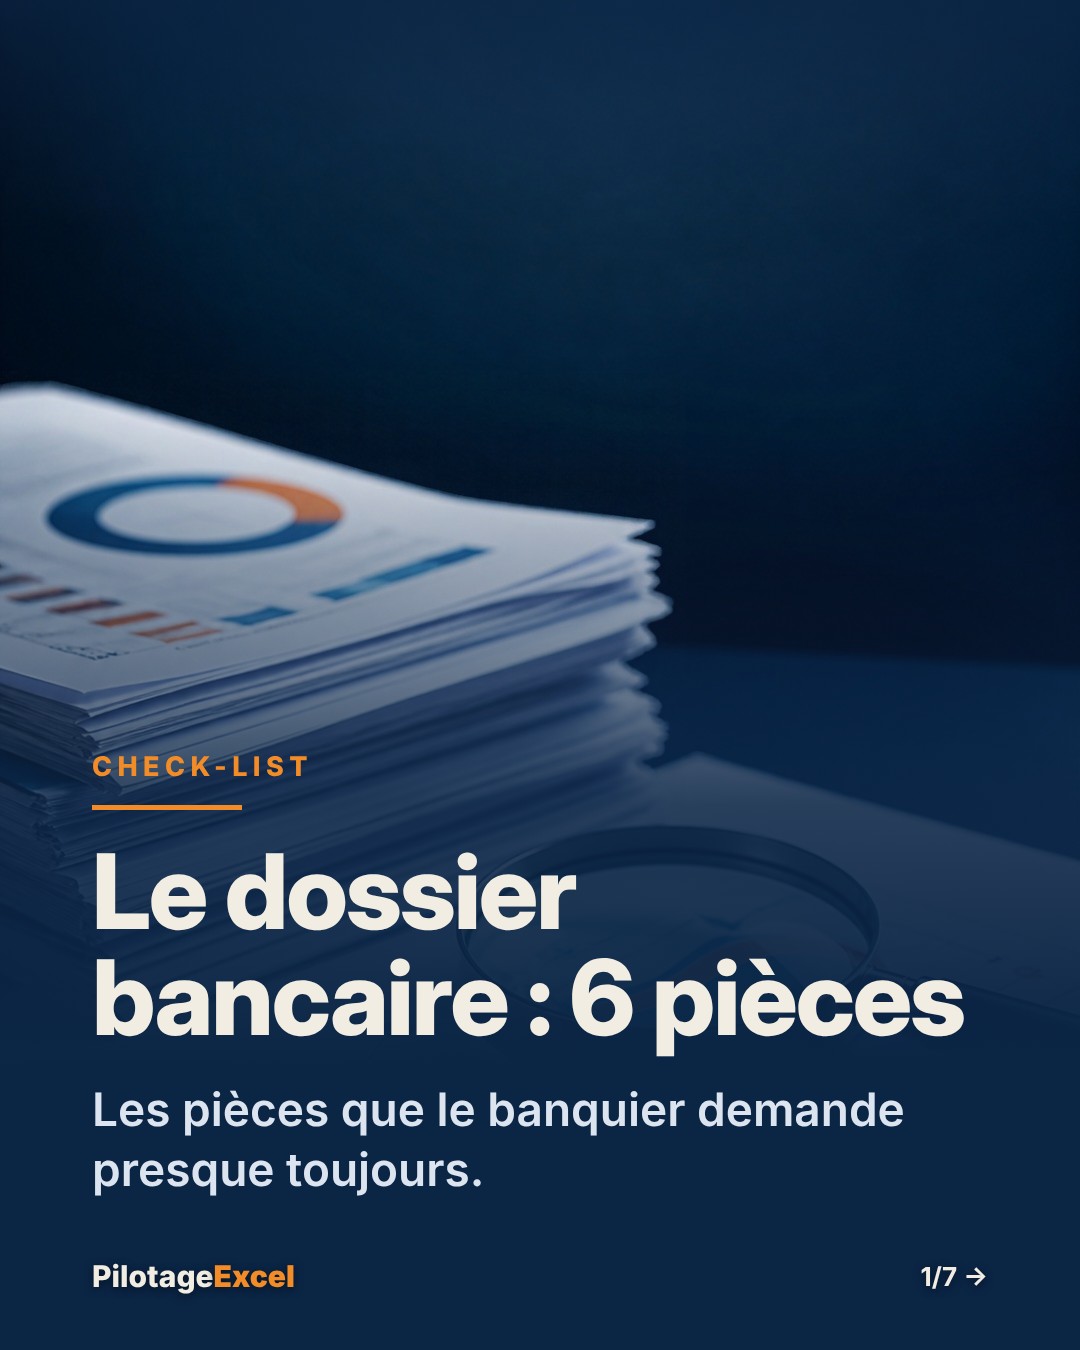 CHECK-LIST
Le dossier
bancaire : 6 pièces
Les pièces que le banquier demande
presque toujours.
PilotageExcel
1/7 →